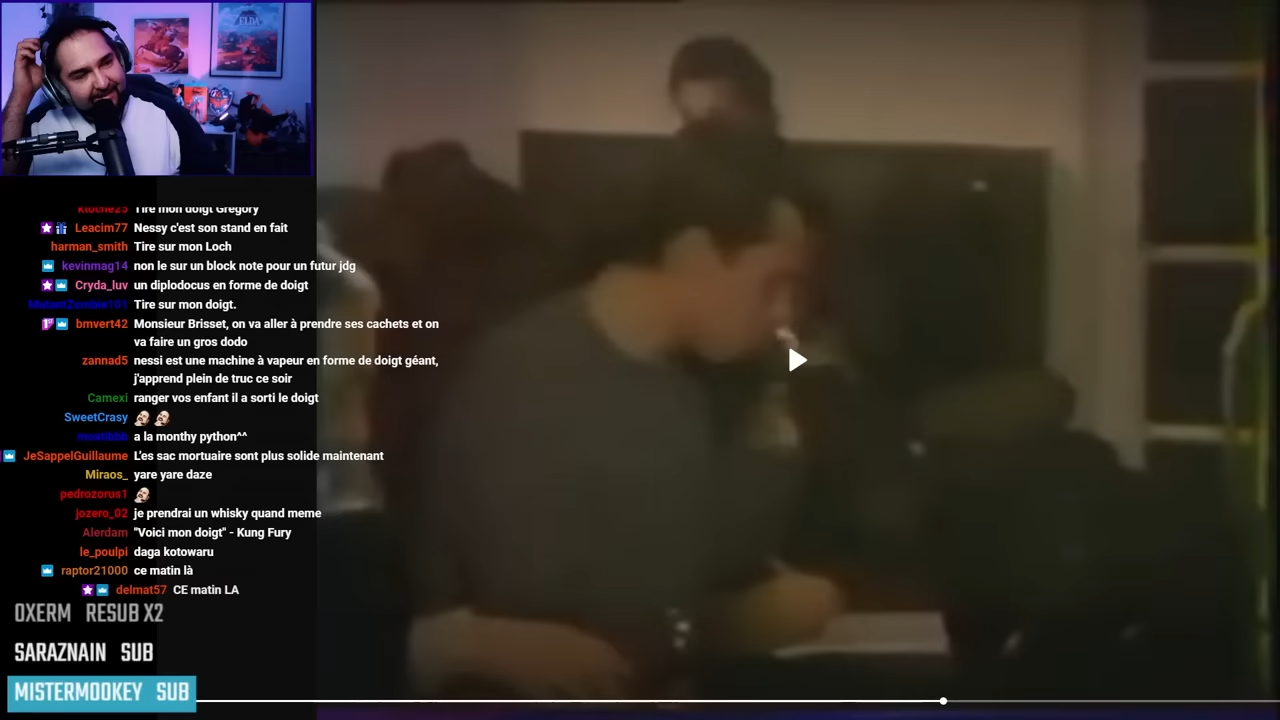 ZELDA
ktoche25 Tire mon doigt Grégory
Leacim77 Nessy c'est son stand en fait
harman_smith Tire sur mon Loch
kevinmag14 non le sur un block note pour un futur jdg
Cryda_luv un diplodocus en forme de doigt
MutantZombie101 Tire sur mon doigt.
bmvert42 Monsieur Brisset, on va aller à prendre ses cachets et on
va faire un gros dodo
zannad5 nessi est une machine à vapeur en forme de doigt géant,
j'apprend plein de truc ce soir
Camexi ranger vos enfant il a sorti le doigt
SweetCrasy
a la monthy python^^
JeSappelGuillaume L'es sac mortuaire sont plus solide maintenant
Miraos_ yare yare daze
pedrozorus1
jozero_02 je prendrai un whisky quand meme
Alerdam "Voici mon doigt" - Kung Fury
le_poulpi daga kotowaru
raptor21000 ce matin là
delmat57 CE matin LA
OXERM RESUB X2
SARAZNAIN SUB
MISTERMOOKEY SUB